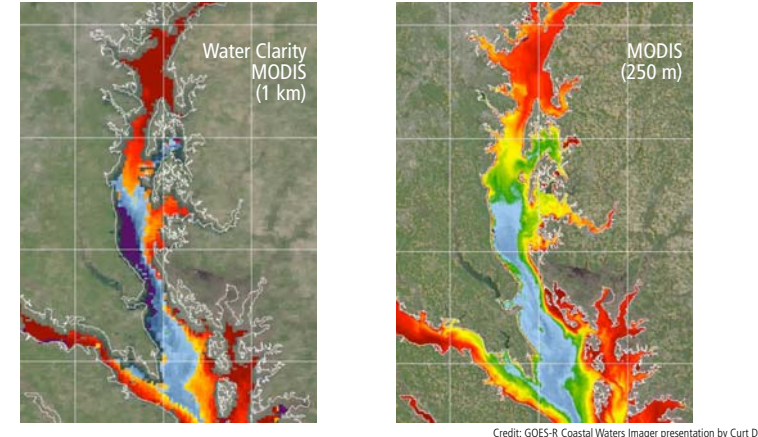 Water Clarity
MODIS
(1 km)
MODIS
(250 m)
Credit: GOES-R Coastal Waters Imager presentation by Curt D